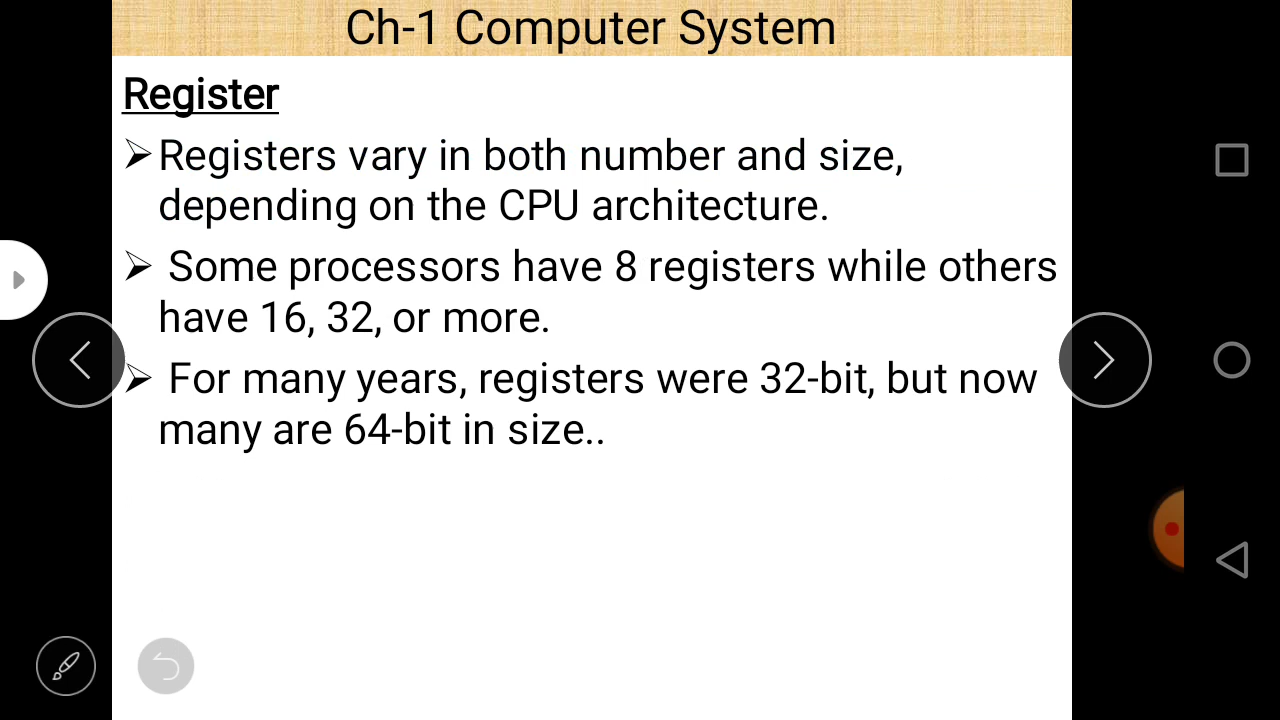 Ch-1 Computer System
Register
➢Registers vary in both number and size,
depending on the CPU architecture.
➢ Some processors have 8 registers while others
have 16, 32, or more.
➢ For many years, registers were 32-bit, but now
many are 64-bit in size..